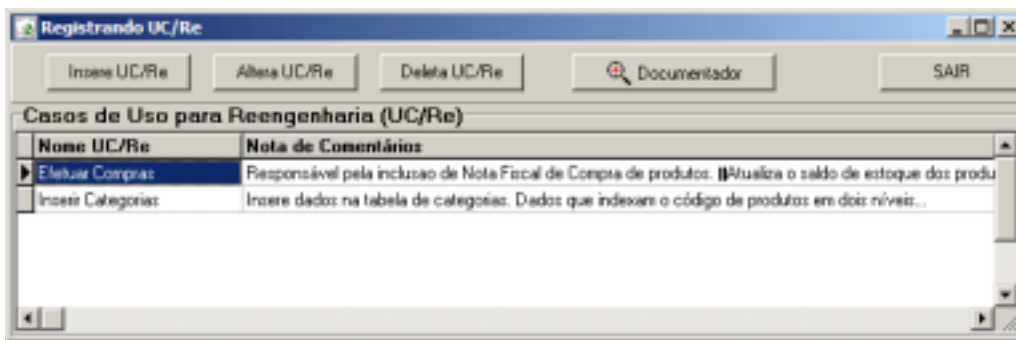 Registrando UC/Re
Insere UC/Re Altera UC/Re Deleta UC/Re Documentador SAIR
Casos de Uso para Reengenharia (UC/Re)
Nome UC/Re Nota de Comentários
Efetuar Compras Responsável pela inclusao de Nota Fiscal de Compra de produtos. ||Atualiza o saldo de estoque dos produ
Inserir Categorias Insere dados na tabela de categorias. Dados que indexam o código de produtos em dois níveis...